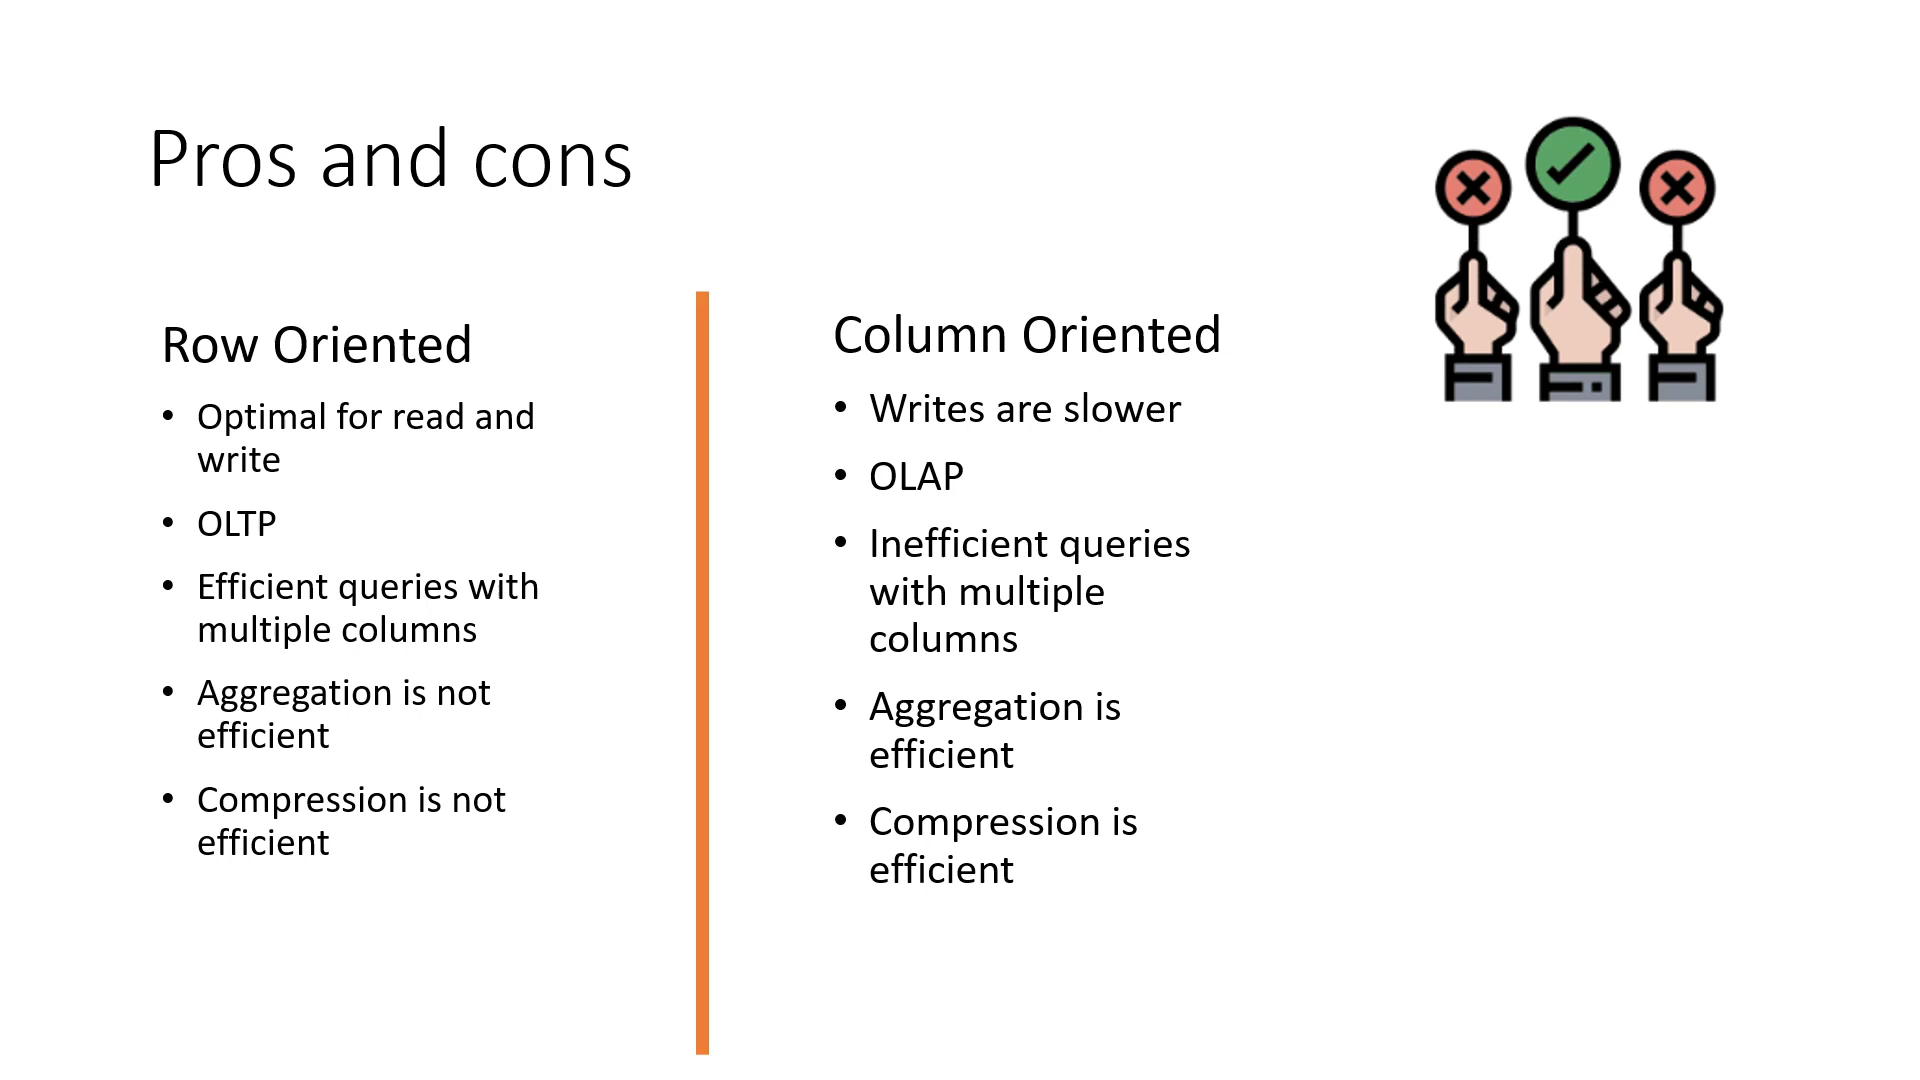 Pros and cons
Row Oriented
• Optimal for read and
write
• OLTP
• Efficient queries with
multiple columns
• Aggregation is not
efficient
• Compression is not
efficient
Column Oriented
• Writes are slower
• OLAP
• Inefficient queries
with multiple
columns
• Aggregation is
efficient
• Compression is
efficient